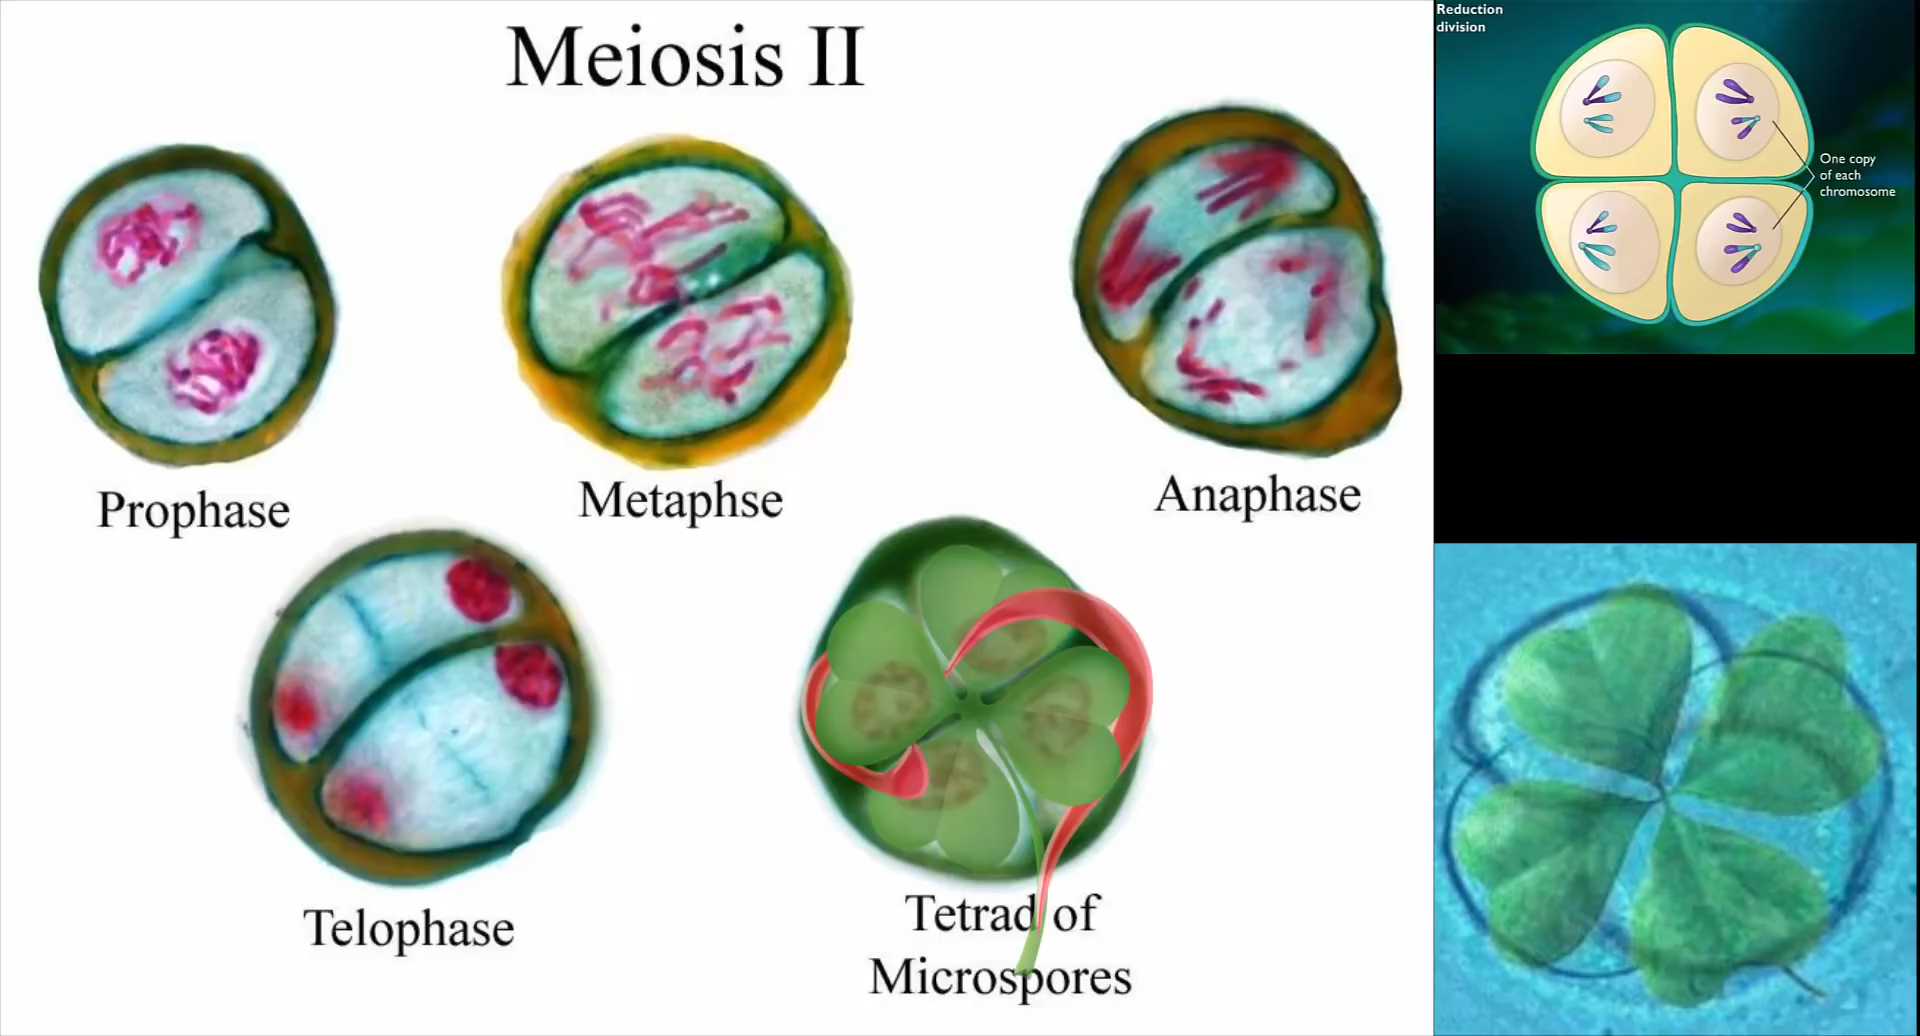 Meiosis II
Prophase
Metaphse
Anaphase
Telophase
Tetrad of
Microspores
Reduction
division
One copy
of each
chromosome